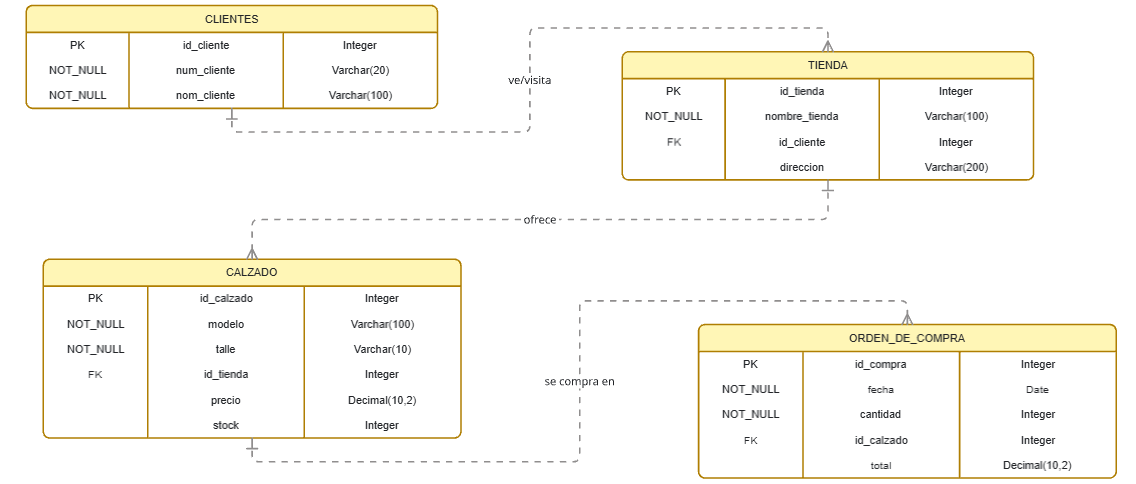 CLIENTES
PK id_cliente Integer
NOT_NULL num_cliente Varchar(20)
NOT_NULL nom_cliente Varchar(100)
ve/visita
TIENDA
PK id_tienda Integer
NOT_NULL nombre_tienda Varchar(100)
FK id_cliente Integer
direccion Varchar(200)
ofrece
CALZADO
PK id_calzado Integer
NOT_NULL modelo Varchar(100)
NOT_NULL talle Varchar(10)
FK id_tienda Integer
precio Decimal(10,2)
stock Integer
se compra en
ORDEN_DE_COMPRA
PK id_compra Integer
NOT_NULL fecha Date
NOT_NULL cantidad Integer
FK id_calzado Integer
total Decimal(10,2)